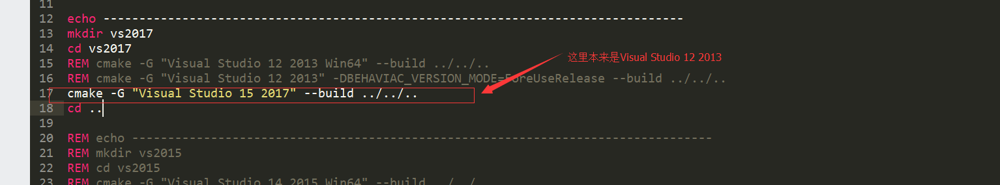 11
12 echo ---------------------------------------------------------------------------------
13 mkdir vs2017
14 cd vs2017
15 REM cmake -G "Visual Studio 12 2013 Win64" --build ../../..
这里本来是Visual Studio 12 2013
16 REM cmake -G "Visual Studio 12 2013" -DBEHAVIAC_VERSION_MODE=ForeUseRelease --build ../../..
17 cmake -G "Visual Studio 15 2017" --build ../../..
18 cd ..
19
20 REM echo ---------------------------------------------------------------------------------
21 REM mkdir vs2015
22 REM cd vs2015
23 REM cmake -G "Visual Studio 14 2015 Win64" --build ../../..